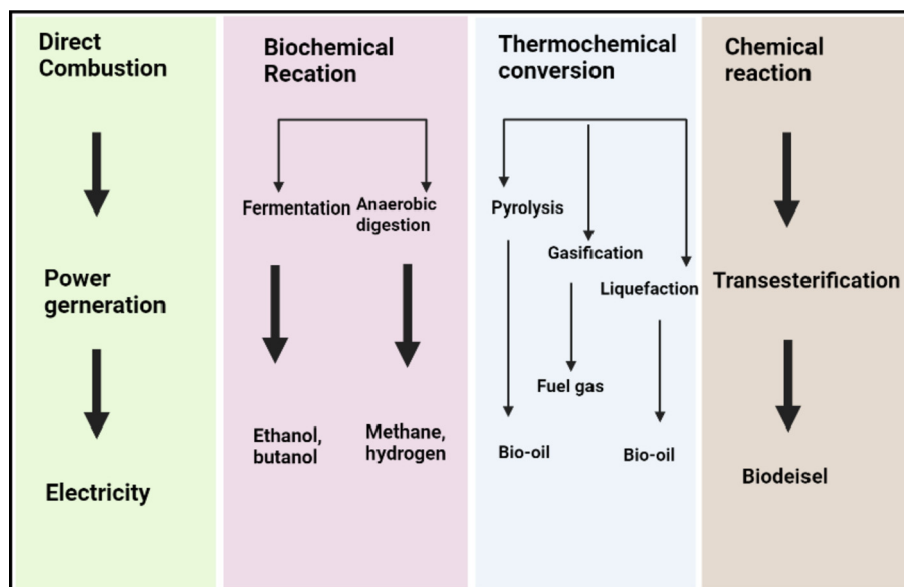 Direct
Combustion
Power
gerneration
Electricity
Biochemical
Recation
Fermentation
Anaerobic
digestion
Ethanol,
butanol
Methane,
hydrogen
Thermochemical
conversion
Pyrolysis
Gasification
Liquefaction
Fuel gas
Bio-oil
Bio-oil
Chemical
reaction
Transesterification
Biodeisel